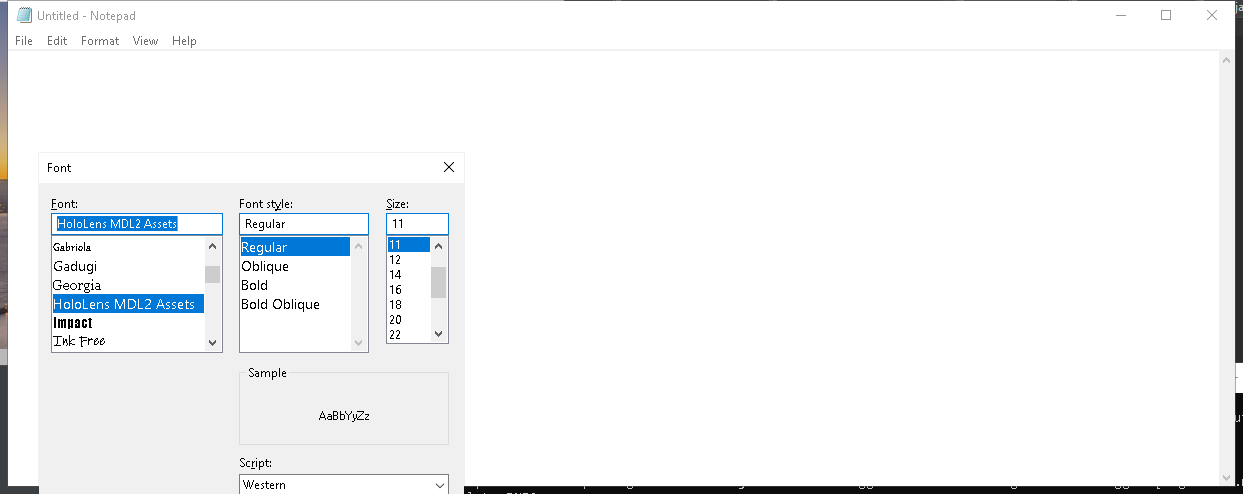 Untitled - Notepad
File Edit Format View Help
Font
Font: Font style: Size:
HoloLens MDL2 Assets Regular 11
Gabriola Regular 11
Gadugi Oblique 12
Georgia Bold 14
HoloLens MDL2 Assets Bold Oblique 16
Impact 18
Ink Free 20
22
Sample
AaBbYyZz
Script:
Western